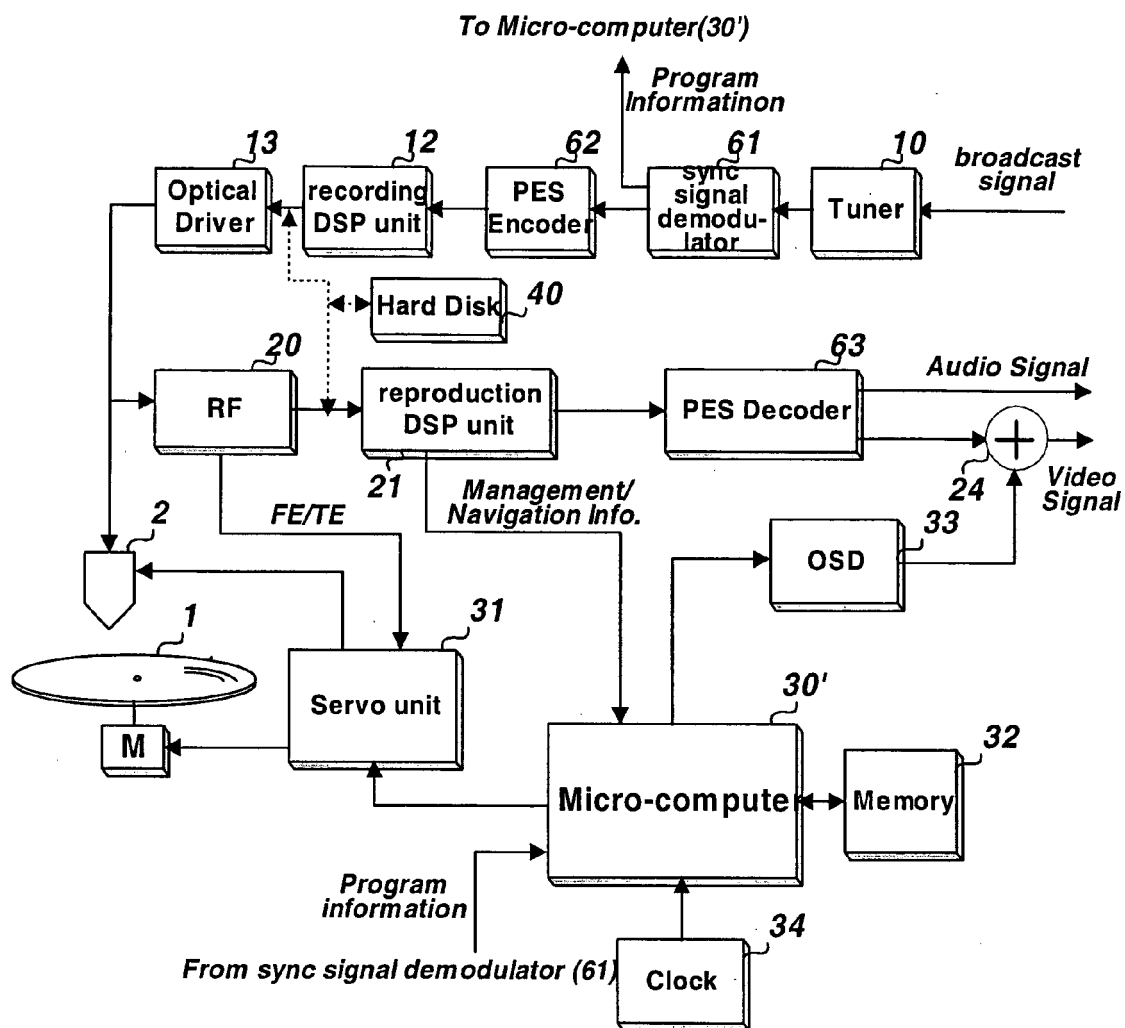 To Micro-computer(30')
Program
Informatinon
13
12
62
61
10
broadcast
signal
Optical
Driver
recording
DSP unit
PES
Encoder
sync
signal
demodu-
lator
Tuner
Hard Disk
40
20
63
Audio Signal
RF
reproduction
DSP unit
PES Decoder
21
24
Video
Signal
Management/
Navigation Info.
FE/TE
2
33
OSD
1
31
Servo unit
30'
32
M
Micro-computer
Memory
Program
information
34
From sync signal demodulator (61)
Clock